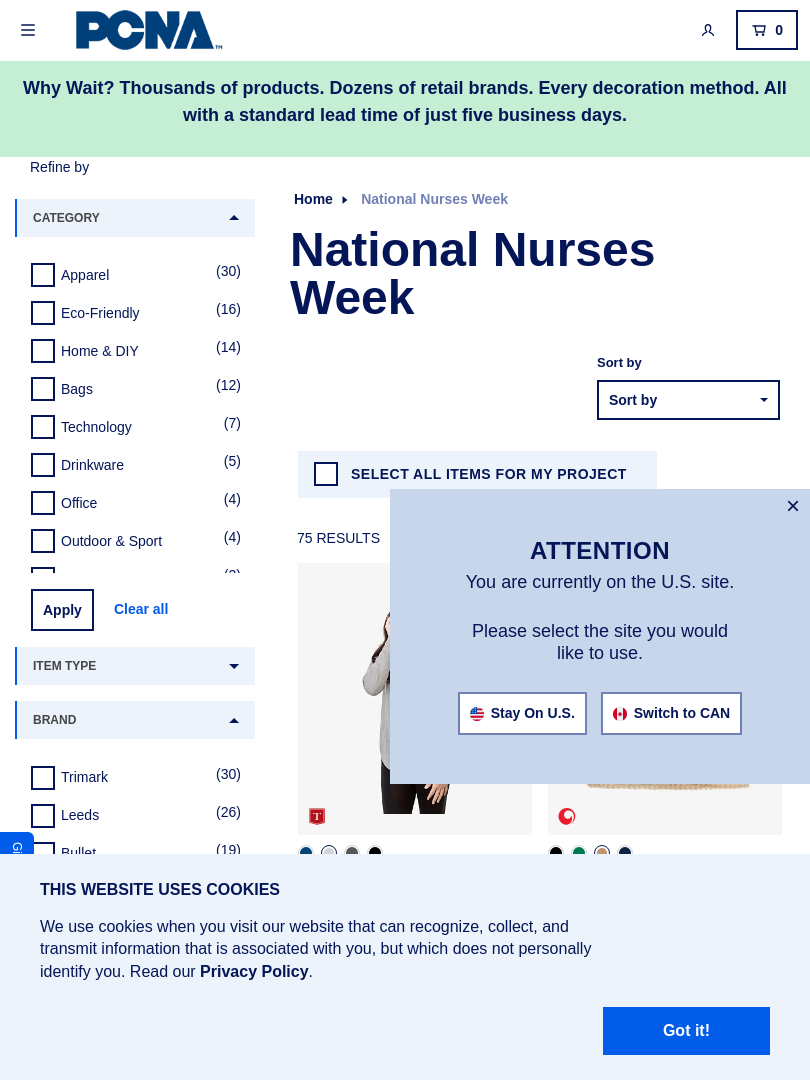 PCNA™
0
Why Wait? Thousands of products. Dozens of retail brands. Every decoration method. All
with a standard lead time of just five business days.
Refine by
CATEGORY
Apparel (30)
Eco-Friendly (16)
Home & DIY (14)
Bags (12)
Technology (7)
Drinkware (5)
Office (4)
Outdoor & Sport (4)
Apply Clear all
ITEM TYPE
BRAND
Trimark (30)
Leeds (26)
Bullet (19)
Home National Nurses Week
National Nurses
Week
Sort by
Sort by
SELECT ALL ITEMS FOR MY PROJECT
75 RESULTS
T
×
ATTENTION
You are currently on the U.S. site.
Please select the site you would
like to use.
Stay On U.S. Switch to CAN
THIS WEBSITE USES COOKIES
We use cookies when you visit our website that can recognize, collect, and
transmit information that is associated with you, but which does not personally
identify you. Read our Privacy Policy.
Got it!